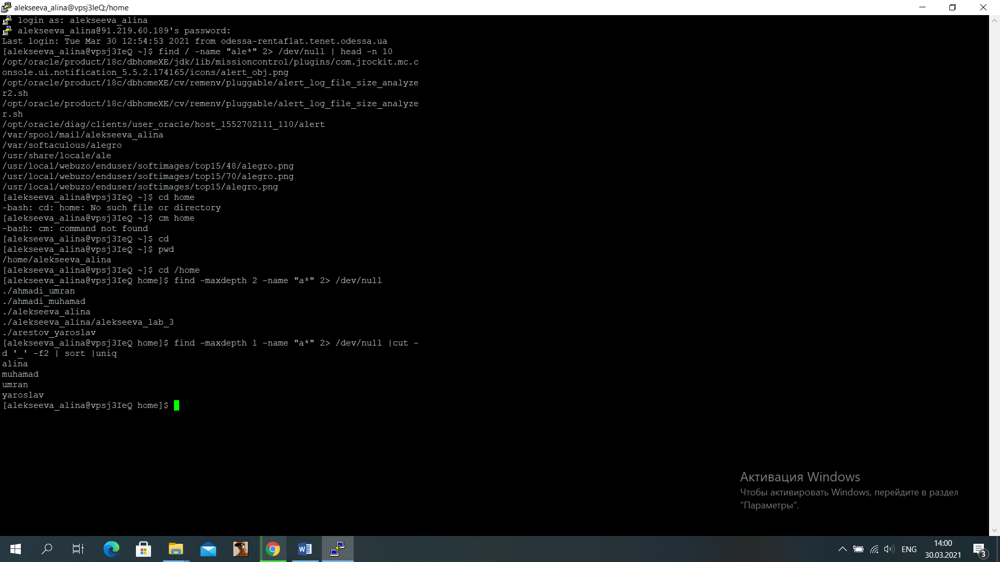 alekseeva_alina@vpsj3IeQ:/home
login as: alekseeva_alina
alekseeva_alina@91.219.60.189's password:
Last login: Tue Mar 30 12:54:53 2021 from odessa-rentaflat.tenet.odessa.ua
[alekseeva_alina@vpsj3IeQ ~]$ find / -name "ale*" 2> /dev/null | head -n 10
/opt/oracle/product/18c/dbhomeXE/jdk/lib/missioncontrol/plugins/com.jrockit.mc.c
onsole.ui.notification_5.5.2.174165/icons/alert_obj.png
/opt/oracle/product/18c/dbhomeXE/cv/remenv/pluggable/alert_log_file_size_analyze
r2.sh
/opt/oracle/product/18c/dbhomeXE/cv/remenv/pluggable/alert_log_file_size_analyze
r.sh
/opt/oracle/diag/clients/user_oracle/host_1552702111_110/alert
/var/spool/mail/alekseeva_alina
/var/softaculous/alegro
/usr/share/locale/ale
/usr/local/webuzo/enduser/softimages/top15/48/alegro.png
/usr/local/webuzo/enduser/softimages/top15/70/alegro.png
/usr/local/webuzo/enduser/softimages/top15/alegro.png
[alekseeva_alina@vpsj3IeQ ~]$ cd home
-bash: cd: home: No such file or directory
[alekseeva_alina@vpsj3IeQ ~]$ cm home
-bash: cm: command not found
[alekseeva_alina@vpsj3IeQ ~]$ cd
[alekseeva_alina@vpsj3IeQ ~]$ pwd
/home/alekseeva_alina
[alekseeva_alina@vpsj3IeQ ~]$ cd /home
[alekseeva_alina@vpsj3IeQ home]$ find -maxdepth 2 -name "a*" 2> /dev/null
./ahmadi_umran
./ahmadi_muhamad
./alekseeva_alina
./alekseeva_alina/alekseeva_lab_3
./arestov_yaroslav
[alekseeva_alina@vpsj3IeQ home]$ find -maxdepth 1 -name "a*" 2> /dev/null |cut -
d '_' -f2 | sort |uniq
alina
muhamad
umran
yaroslav
[alekseeva_alina@vpsj3IeQ home]$
Активация Windows
Чтобы активировать Windows, перейдите в раздел
"Параметры".
ENG
14:00
30.03.2021
3